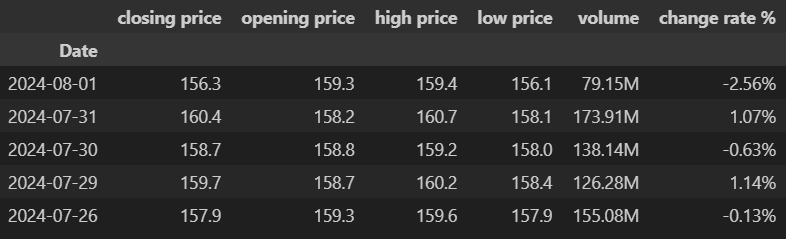 closing price opening price high price low price volume change rate %
Date
2024-08-01 156.3 159.3 159.4 156.1 79.15M -2.56%
2024-07-31 160.4 158.2 160.7 158.1 173.91M 1.07%
2024-07-30 158.7 158.8 159.2 158.0 138.14M -0.63%
2024-07-29 159.7 158.7 160.2 158.4 126.28M 1.14%
2024-07-26 157.9 159.3 159.6 157.9 155.08M -0.13%